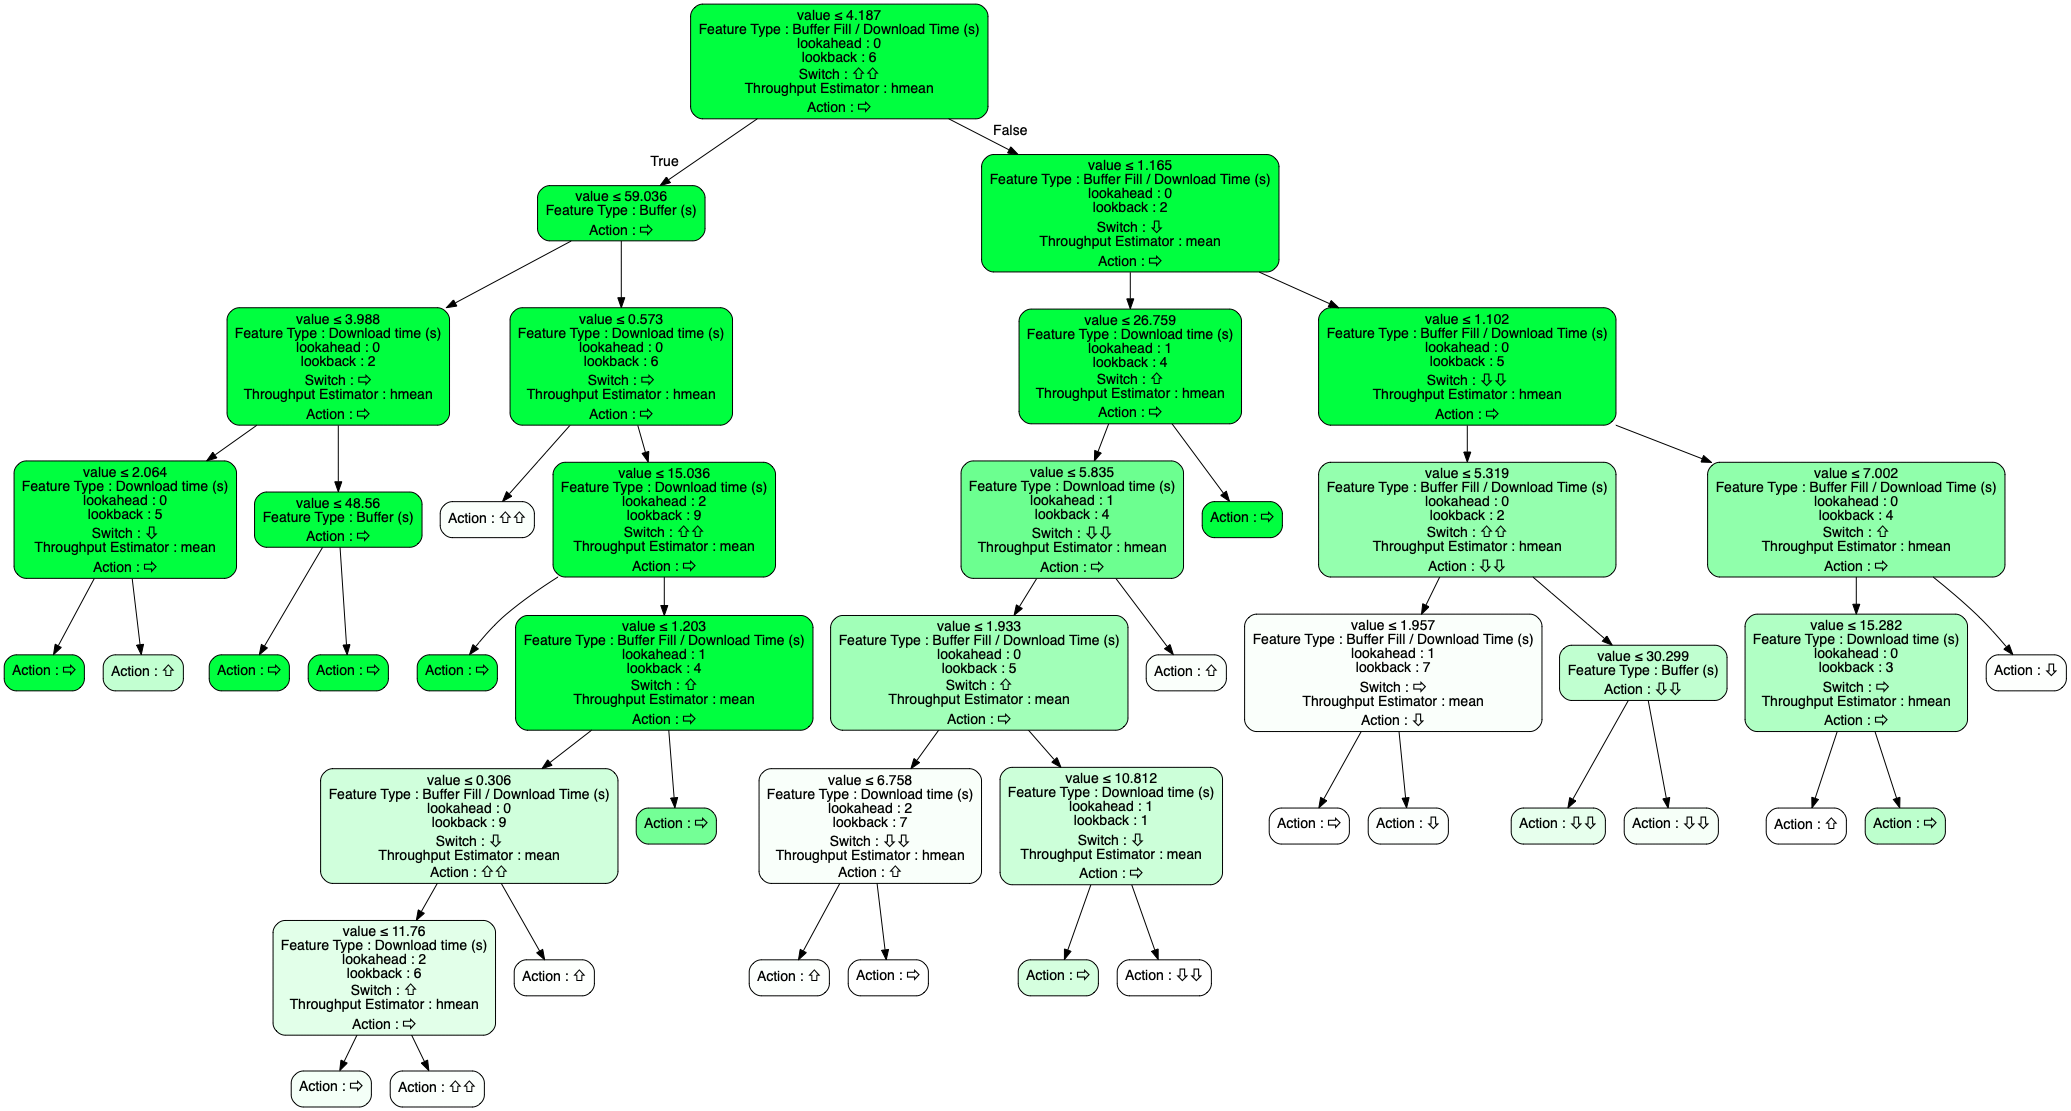 value ≤ 4.187
Feature Type : Buffer Fill / Download Time (s)
lookahead : 0
lookback : 6
Switch : ⇧⇧
Throughput Estimator : hmean
Action : ⇨
True
False
value ≤ 59.036
Feature Type : Buffer (s)
Action : ⇨
value ≤ 1.165
Feature Type : Buffer Fill / Download Time (s)
lookahead : 0
lookback : 2
Switch : ⇩
Throughput Estimator : mean
Action : ⇨
value ≤ 3.988
Feature Type : Download time (s)
lookahead : 0
lookback : 2
Switch : ⇨
Throughput Estimator : hmean
Action : ⇨
value ≤ 0.573
Feature Type : Download time (s)
lookahead : 0
lookback : 6
Switch : ⇨
Throughput Estimator : hmean
Action : ⇨
value ≤ 26.759
Feature Type : Download time (s)
lookahead : 1
lookback : 4
Switch : ⇧
Throughput Estimator : hmean
Action : ⇨
value ≤ 1.102
Feature Type : Buffer Fill / Download Time (s)
lookahead : 0
lookback : 5
Switch : ⇩⇩
Throughput Estimator : hmean
Action : ⇨
value ≤ 2.064
Feature Type : Download time (s)
lookahead : 0
lookback : 5
Switch : ⇩
Throughput Estimator : mean
Action : ⇨
value ≤ 48.56
Feature Type : Buffer (s)
Action : ⇨
Action : ⇧⇧
value ≤ 15.036
Feature Type : Download time (s)
lookahead : 2
lookback : 9
Switch : ⇧⇧
Throughput Estimator : mean
Action : ⇨
value ≤ 5.835
Feature Type : Download time (s)
lookahead : 1
lookback : 4
Switch : ⇩⇩
Throughput Estimator : hmean
Action : ⇨
Action : ⇨
value ≤ 5.319
Feature Type : Buffer Fill / Download Time (s)
lookahead : 0
lookback : 2
Switch : ⇧⇧
Throughput Estimator : hmean
Action : ⇩⇩
value ≤ 7.002
Feature Type : Buffer Fill / Download Time (s)
lookahead : 0
lookback : 4
Switch : ⇧
Throughput Estimator : hmean
Action : ⇨
Action : ⇨
Action : ⇧
Action : ⇨
Action : ⇨
Action : ⇨
value ≤ 1.203
Feature Type : Buffer Fill / Download Time (s)
lookahead : 1
lookback : 4
Switch : ⇧
Throughput Estimator : mean
Action : ⇨
value ≤ 1.933
Feature Type : Buffer Fill / Download Time (s)
lookahead : 0
lookback : 5
Switch : ⇧
Throughput Estimator : mean
Action : ⇨
Action : ⇧
value ≤ 1.957
Feature Type : Buffer Fill / Download Time (s)
lookahead : 1
lookback : 7
Switch : ⇨
Throughput Estimator : mean
Action : ⇩
value ≤ 30.299
Feature Type : Buffer (s)
Action : ⇩⇩
value ≤ 15.282
Feature Type : Download time (s)
lookahead : 0
lookback : 3
Switch : ⇨
Throughput Estimator : hmean
Action : ⇨
Action : ⇩
value ≤ 0.306
Feature Type : Buffer Fill / Download Time (s)
lookahead : 0
lookback : 9
Switch : ⇩
Throughput Estimator : mean
Action : ⇧⇧
Action : ⇨
value ≤ 6.758
Feature Type : Download time (s)
lookahead : 2
lookback : 7
Switch : ⇩⇩
Throughput Estimator : hmean
Action : ⇧
value ≤ 10.812
Feature Type : Download time (s)
lookahead : 1
lookback : 1
Switch : ⇩
Throughput Estimator : mean
Action : ⇨
Action : ⇨
Action : ⇩
Action : ⇩⇩
Action : ⇩⇩
Action : ⇧
Action : ⇨
value ≤ 11.76
Feature Type : Download time (s)
lookahead : 2
lookback : 6
Switch : ⇧
Throughput Estimator : hmean
Action : ⇨
Action : ⇧
Action : ⇧
Action : ⇨
Action : ⇨
Action : ⇩⇩
Action : ⇨
Action : ⇧⇧